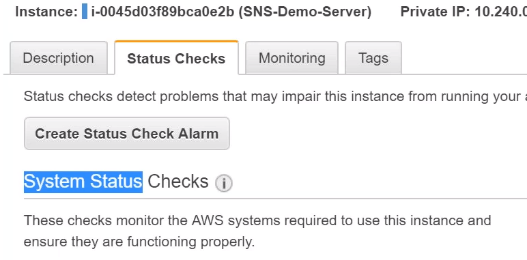 Instance: i-0045d03f89bca0e2b (SNS-Demo-Server) Private IP: 10.240.0
Description Status Checks Monitoring Tags
Status checks detect problems that may impair this instance from running your a
Create Status Check Alarm
System Status Checks i
These checks monitor the AWS systems required to use this instance and
ensure they are functioning properly.